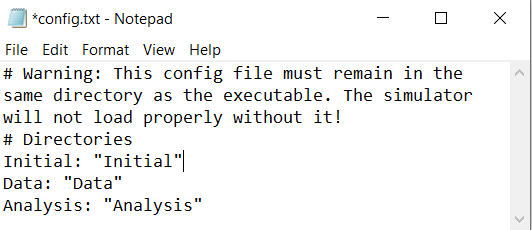 *config.txt - Notepad
File Edit Format View Help
# Warning: This config file must remain in the
same directory as the executable. The simulator
will not load properly without it!
# Directories
Initial: "Initial"
Data: "Data"
Analysis: "Analysis"